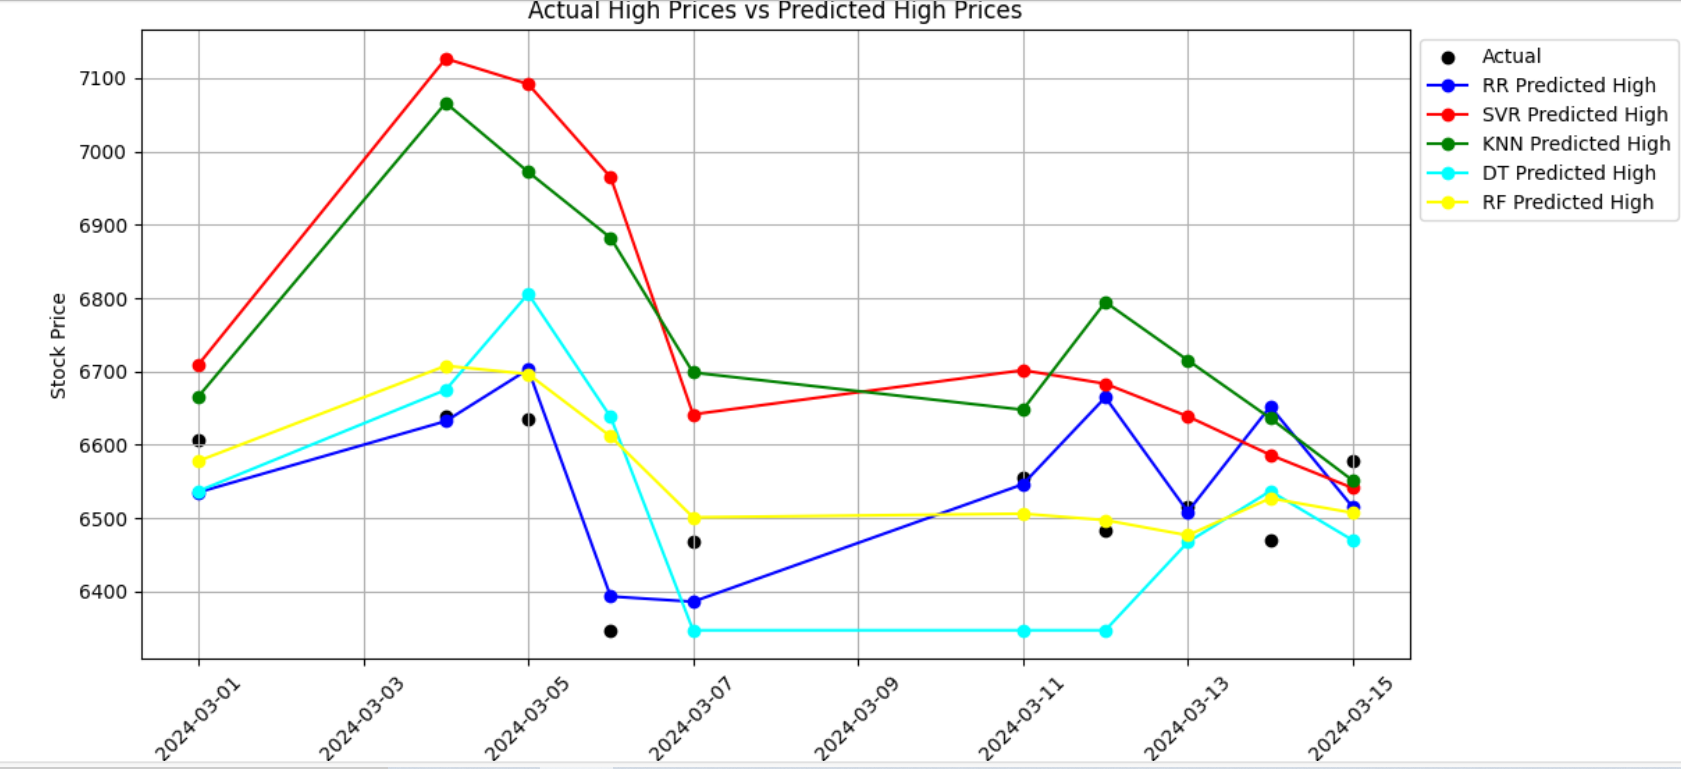 Actual High Prices vs Predicted High Prices
Actual
RR Predicted High
SVR Predicted High
KNN Predicted High
DT Predicted High
RF Predicted High
Stock Price
7100
7000
6900
6800
6700
6600
6500
6400
2024-03-01
2024-03-03
2024-03-05
2024-03-07
2024-03-09
2024-03-11
2024-03-13
2024-03-15